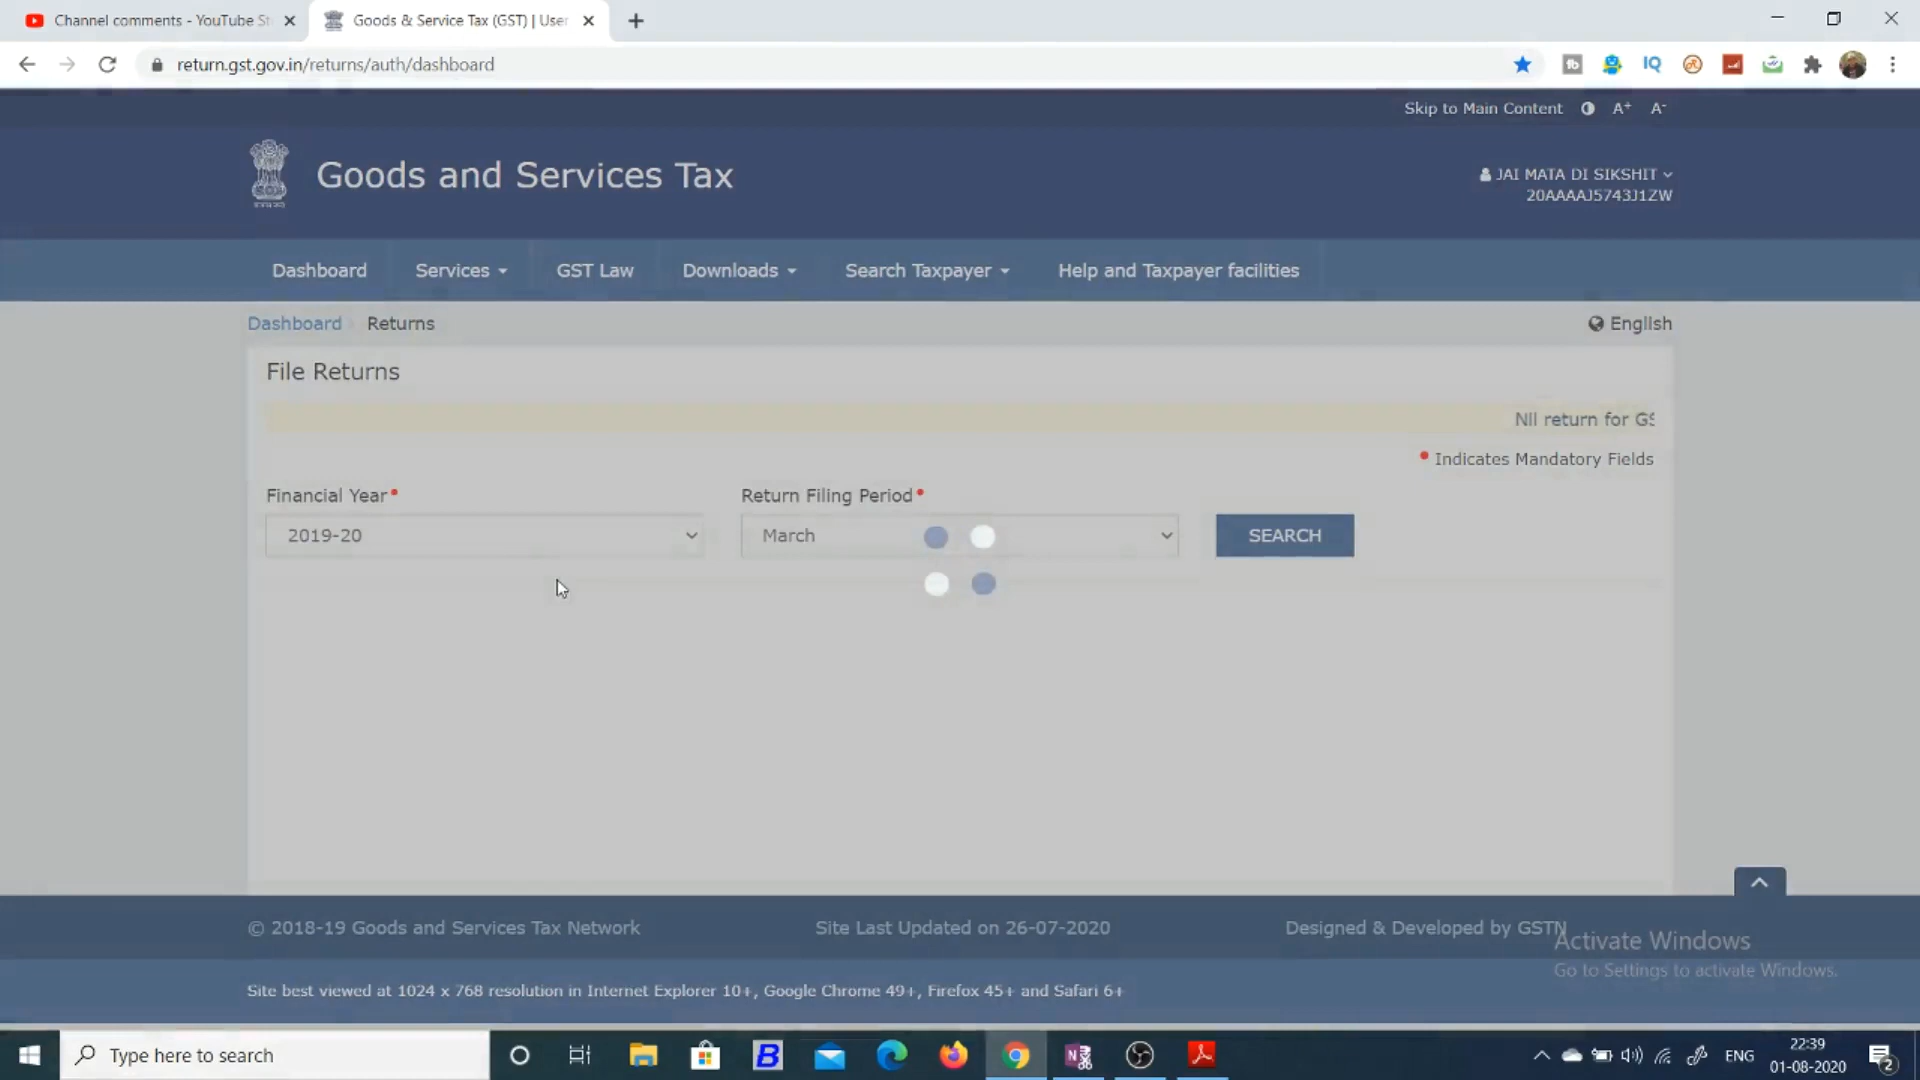 Channel comments - YouTube St
Goods & Service Tax (GST) | User
return.gst.gov.in/returns/auth/dashboard
IQ
Skip to Main Content A+ A-
Goods and Services Tax
JAI MATA DI SIKSHIT
20AAAAJ5743J1ZW
Dashboard Services GST Law Downloads Search Taxpayer Help and Taxpayer facilities
Dashboard Returns English
File Returns
Nil return for GS
• Indicates Mandatory Fields
Financial Year• Return Filing Period•
2019-20 March SEARCH
© 2018-19 Goods and Services Tax Network Site Last Updated on 26-07-2020 Designed & Developed by GSTN
Activate Windows
Go to Settings to activate Windows.
Site best viewed at 1024 x 768 resolution in Internet Explorer 10+, Google Chrome 49+, Firefox 45+ and Safari 6+
Type here to search
B
N
ENG
22:39
01-08-2020
2